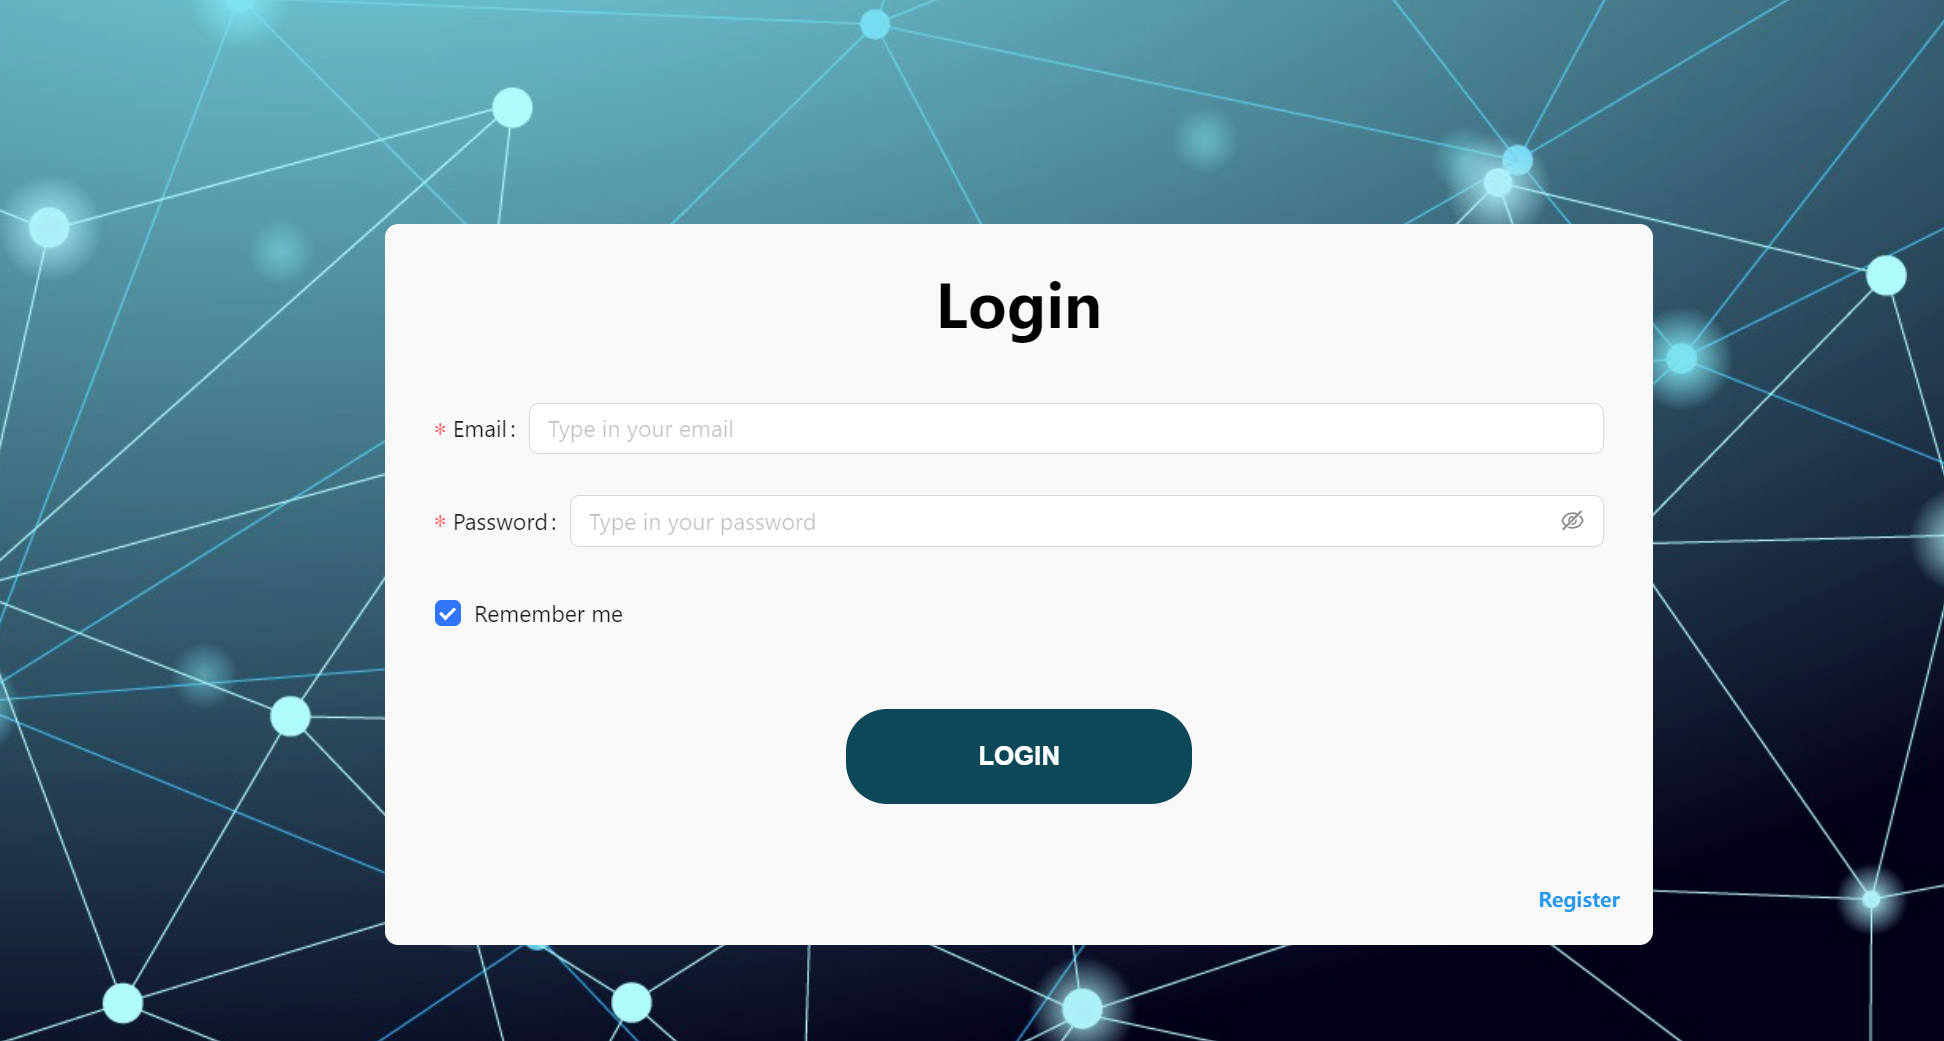 Login
* Email:
Type in your email
* Password:
Type in your password
Remember me
LOGIN
Register